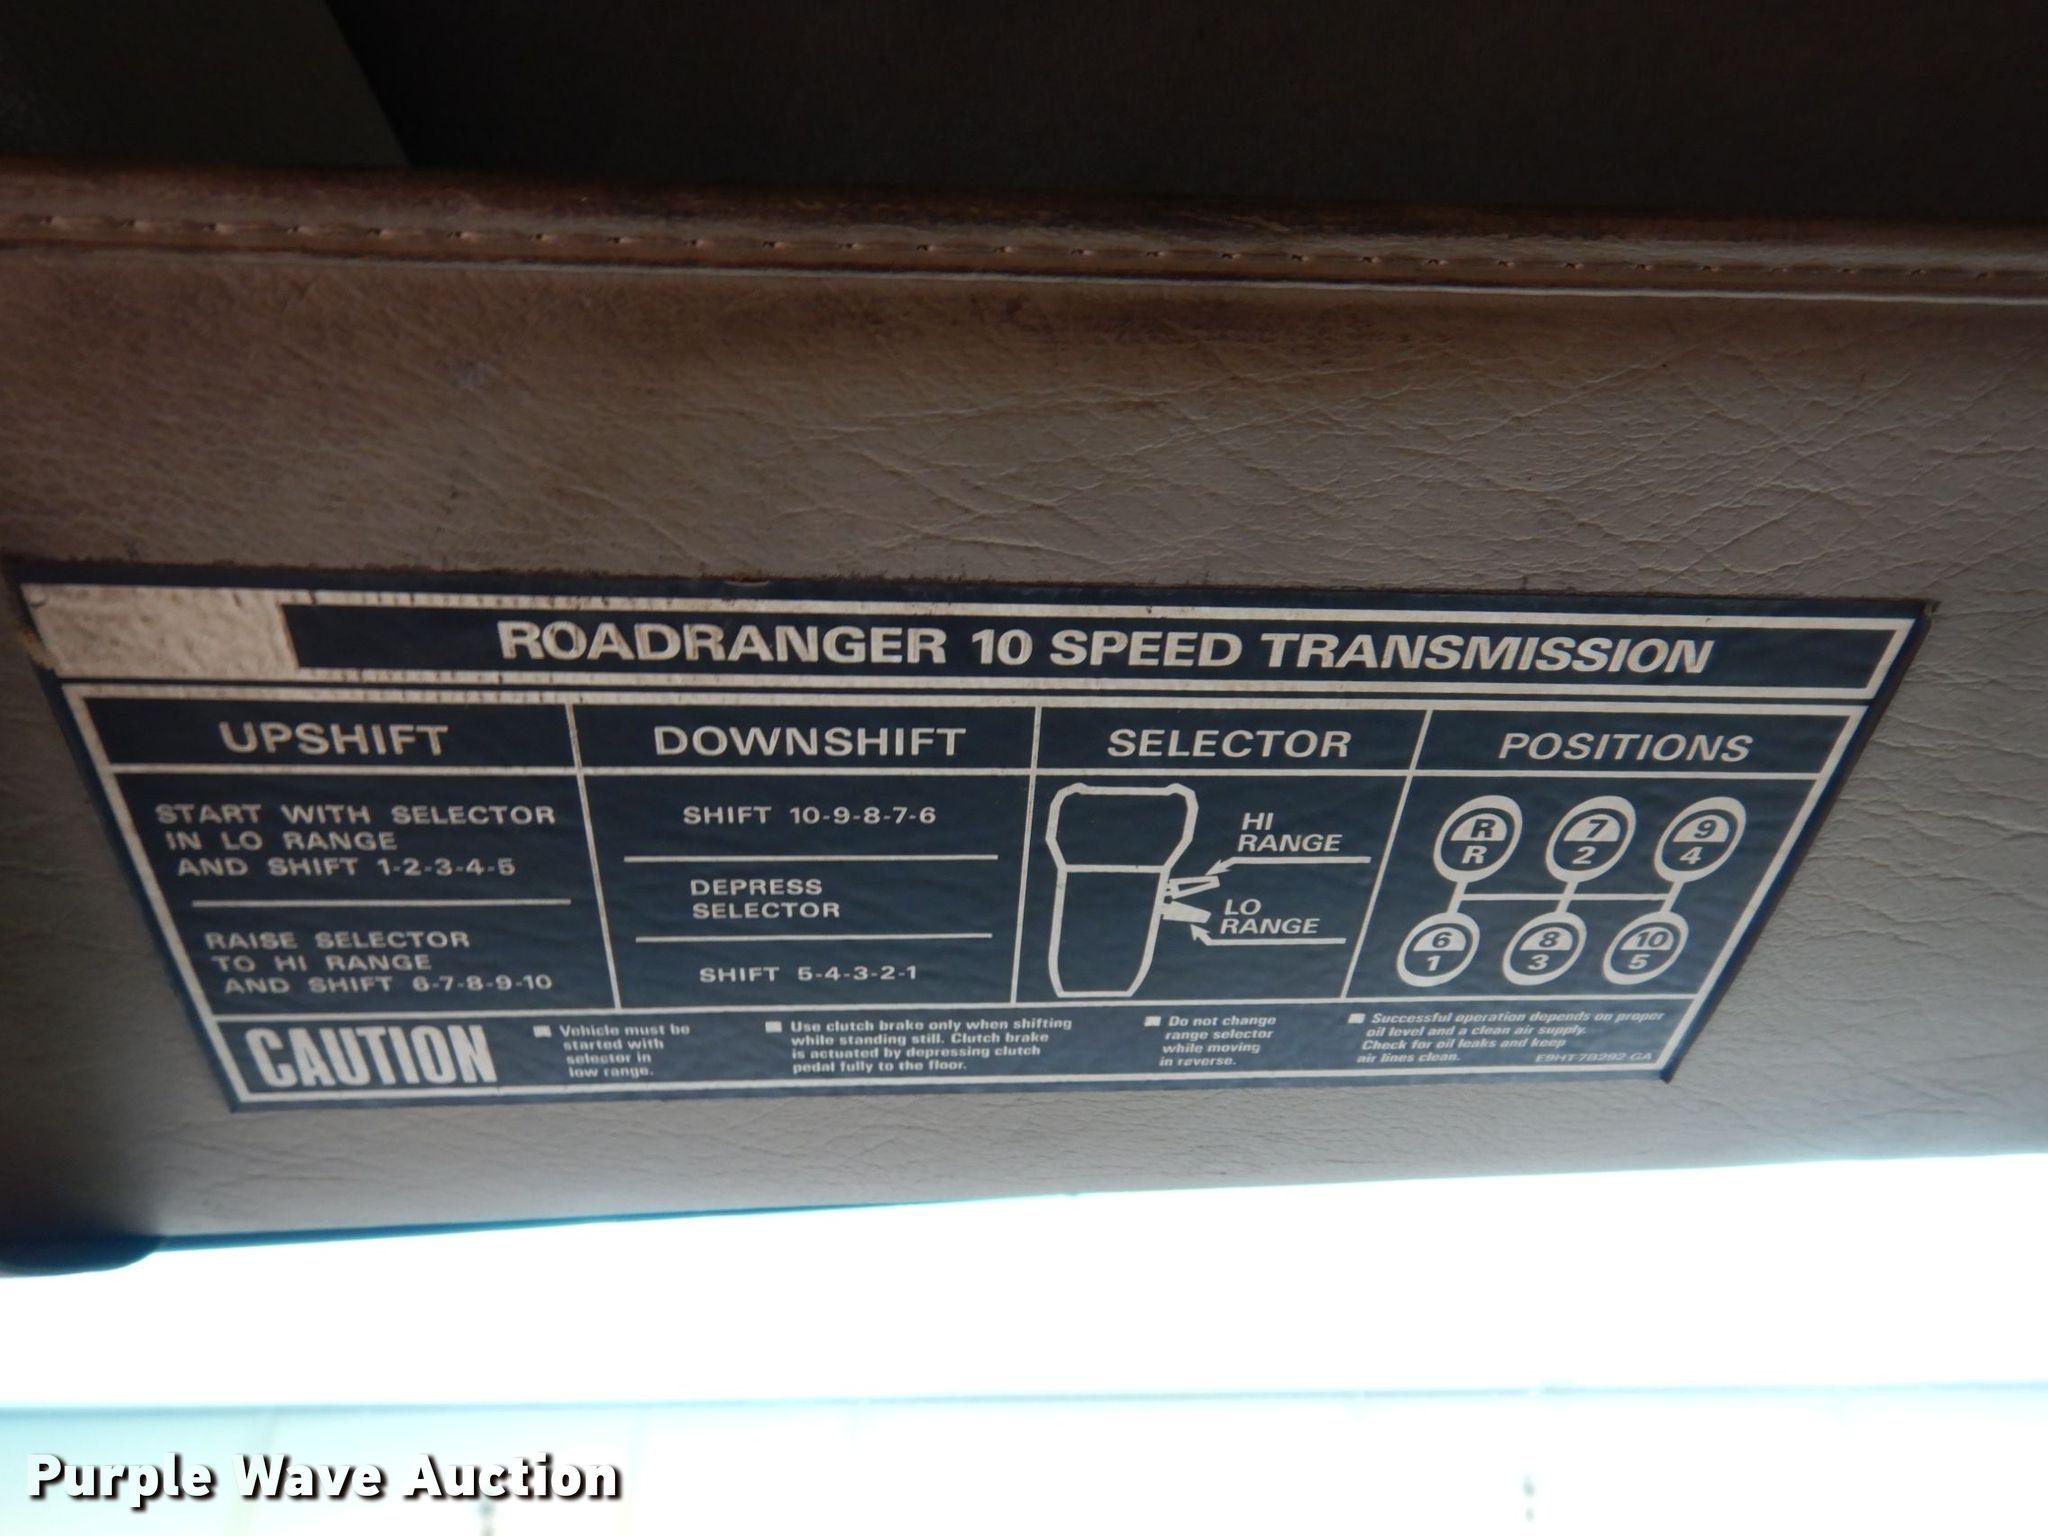 ROADRANGER 10 SPEED TRANSMISSION
UPSHIFT
START WITH SELECTOR
IN LO RANGE
AND SHIFT 1-2-3-4-5
RAISE SELECTOR
TO HI RANGE
AND SHIFT 6-7-8-9-10
DOWNSHIFT
SHIFT 10-9-8-7-6
DEPRESS
SELECTOR
SHIFT 5-4-3-2-1
SELECTOR
HI
RANGE
LO
RANGE
POSITIONS
R 7 9
R 2 4
6 8 10
1 3 5
CAUTION
Vehicle must be
started with
selector in
low range.
Use clutch brake only when shifting
while standing still. Clutch brake
is actuated by depressing clutch
pedal fully to the floor.
Do not change
range selector
while moving
in reverse.
Successful operation depends on proper
oil level and a clean air supply.
Check for oil leaks and keep
air lines clean.
E9HT-7B292-GA
Purple Wave Auction